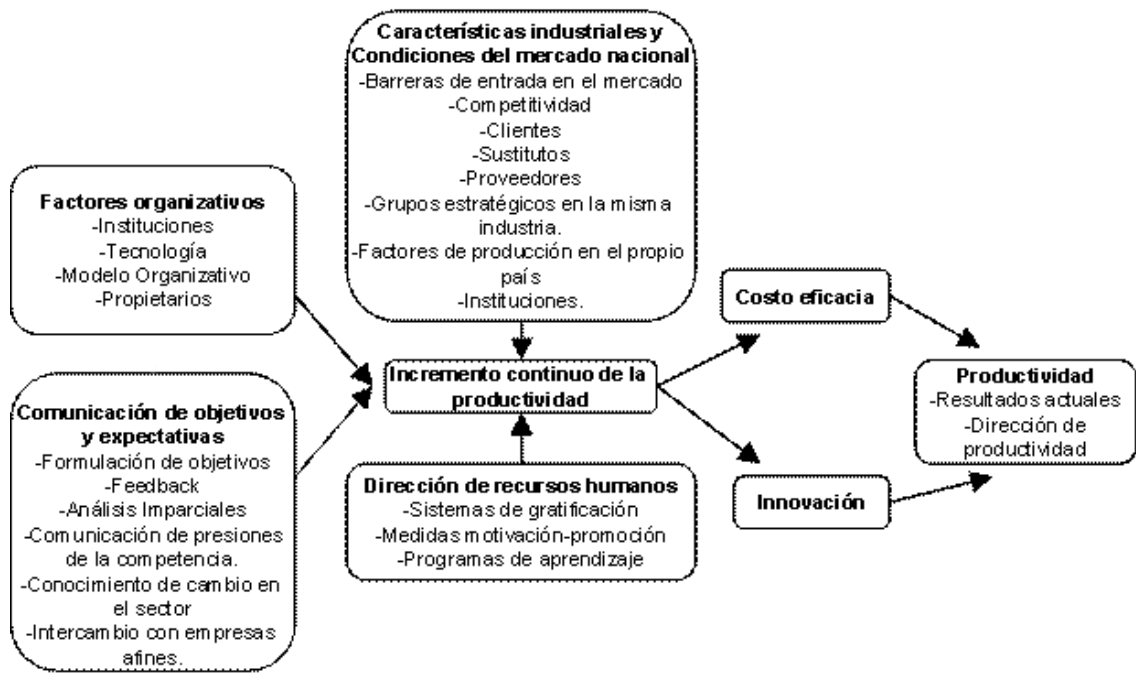 Características industriales y
Condiciones del mercado nacional
-Barreras de entrada en el mercado
-Competitividad
-Clientes
-Sustitutos
-Proveedores
-Grupos estratégicos en la misma
industria.
-Factores de producción en el propio
país
-Instituciones.
Factores organizativos
-Instituciones
-Tecnología
-Modelo Organizativo
-Propietarios
Comunicación de objetivos
y expectativas
-Formulación de objetivos
-Feedback
-Análisis Imparciales
-Comunicación de presiones
de la competencia.
-Conocimiento de cambio en
el sector
-Intercambio con empresas
afines.
Incremento continuo de la
productividad
Dirección de recursos humanos
-Sistemas de gratificación
-Medidas motivación-promoción
-Programas de aprendizaje
Costo eficacia
Innovación
Productividad
-Resultados actuales
-Dirección de
productividad